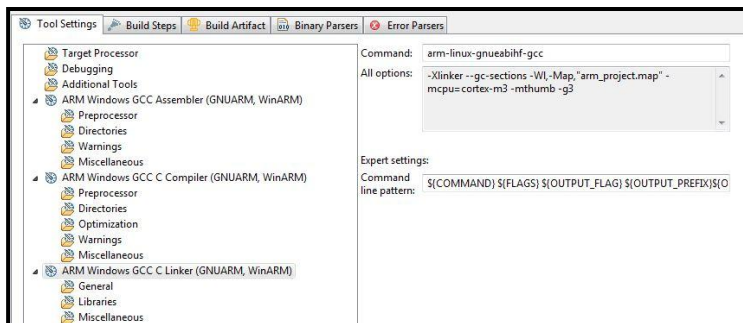 Tool Settings Build Steps Build Artifact Binary Parsers Error Parsers
Target Processor
Debugging
Additional Tools
ARM Windows GCC Assembler (GNUARM, WinARM)
Preprocessor
Directories
Warnings
Miscellaneous
ARM Windows GCC C Compiler (GNUARM, WinARM)
Preprocessor
Directories
Optimization
Warnings
Miscellaneous
ARM Windows GCC C Linker (GNUARM, WinARM)
General
Libraries
Miscellaneous
Command: arm-linux-gnueabihf-gcc
All options: -Xlinker --gc-sections -Wl,-Map,"arm_project.map" -
mcpu=cortex-m3 -mthumb -g3
Expert settings:
Command
line pattern: ${COMMAND} ${FLAGS} ${OUTPUT_FLAG} ${OUTPUT_PREFIX}${O